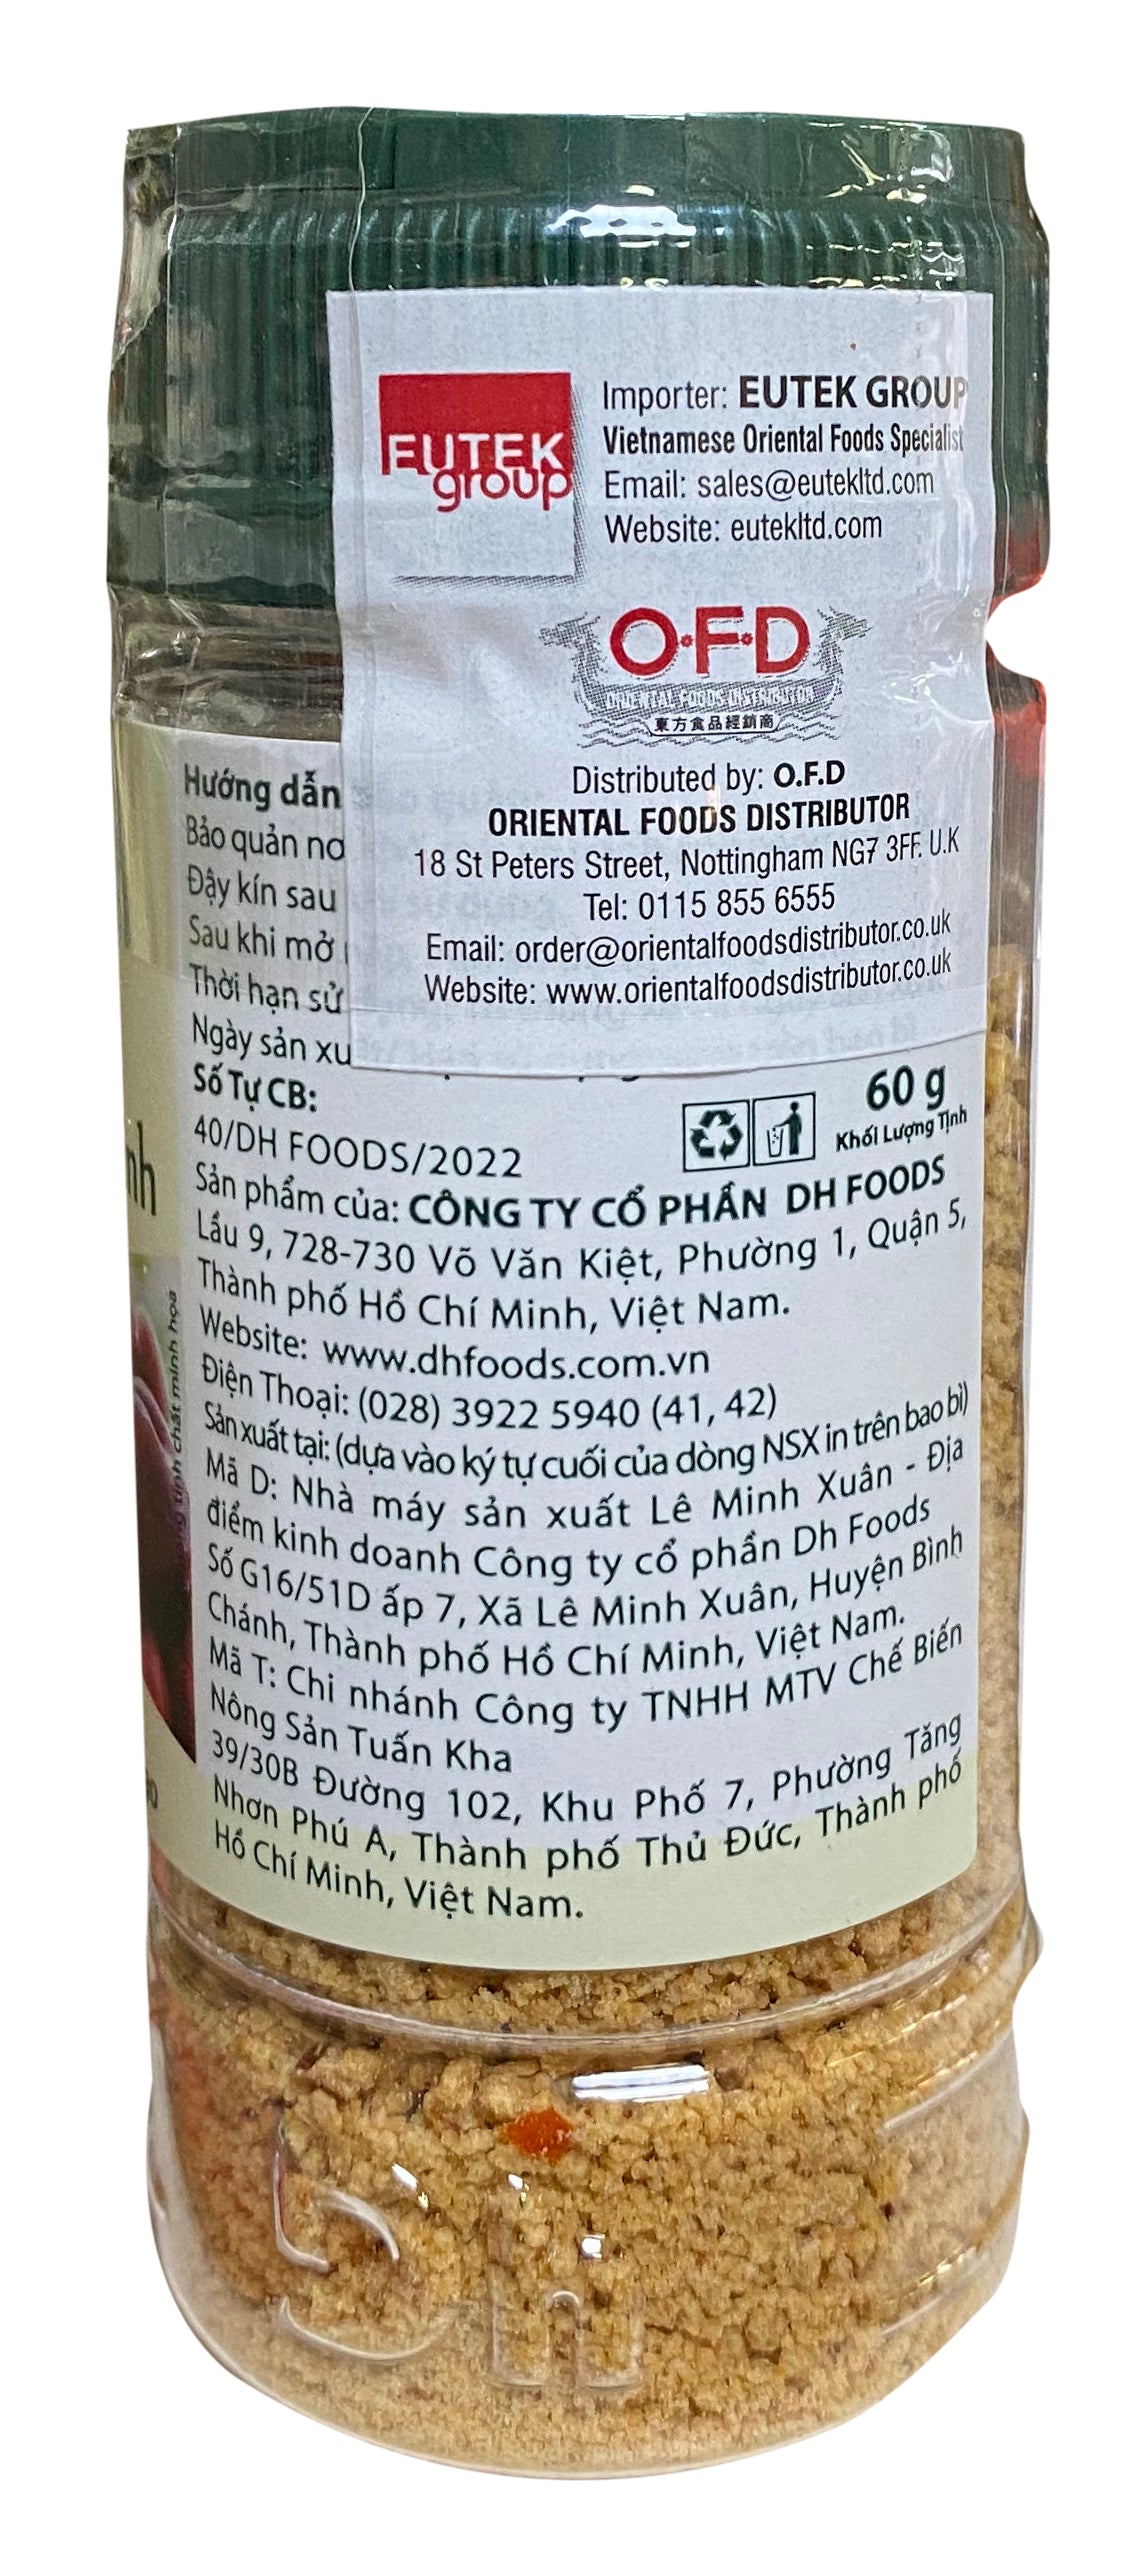 EUTEK
group
Importer: EUTEK GROUP
Vietnamese Oriental Foods Specialist
Email: sales@eutekltd.com
Website: eutekltd.com
O.F.D
ORIENTAL FOODS DISTRIBUTOR
東方食品經銷商
Distributed by: O.F.D
ORIENTAL FOODS DISTRIBUTOR
18 St Peters Street, Nottingham NG7 3FF. U.K
Tel: 0115 855 6555
Email: order@orientalfoodsdistributor.co.uk
Website: www.orientalfoodsdistributor.co.uk
Hướng dẫn
Bảo quản nơ
Đậy kín sau
Sau khi mở
Thời hạn sử
Ngày sản xu
Số Tự CB:
40/DH FOODS/2022
60 g
Khối Lượng Tịnh
Sản phẩm của: CÔNG TY CỔ PHẦN DH FOODS
Lầu 9, 728-730 Võ Văn Kiệt, Phường 1, Quận 5,
Thành phố Hồ Chí Minh, Việt Nam.
Website: www.dhfoods.com.vn
Điện Thoại: (028) 3922 5940 (41, 42)
Sản xuất tại: (dựa vào ký tự cuối của dòng NSX in trên bao bì)
Mã D: Nhà máy sản xuất Lê Minh Xuân - Địa
điểm kinh doanh Công ty cổ phần Dh Foods
Số G16/51D ấp 7, Xã Lê Minh Xuân, Huyện Bình
Chánh, Thành phố Hồ Chí Minh, Việt Nam.
Mã T: Chi nhánh Công ty TNHH MTV Chế Biến
Nông Sản Tuấn Kha
39/30B Đường 102, Khu Phố 7, Phường Tăng
Nhơn Phú A, Thành phố Thủ Đức, Thành phố
Hồ Chí Minh, Việt Nam.
nh
tính chất minh họa
Dh